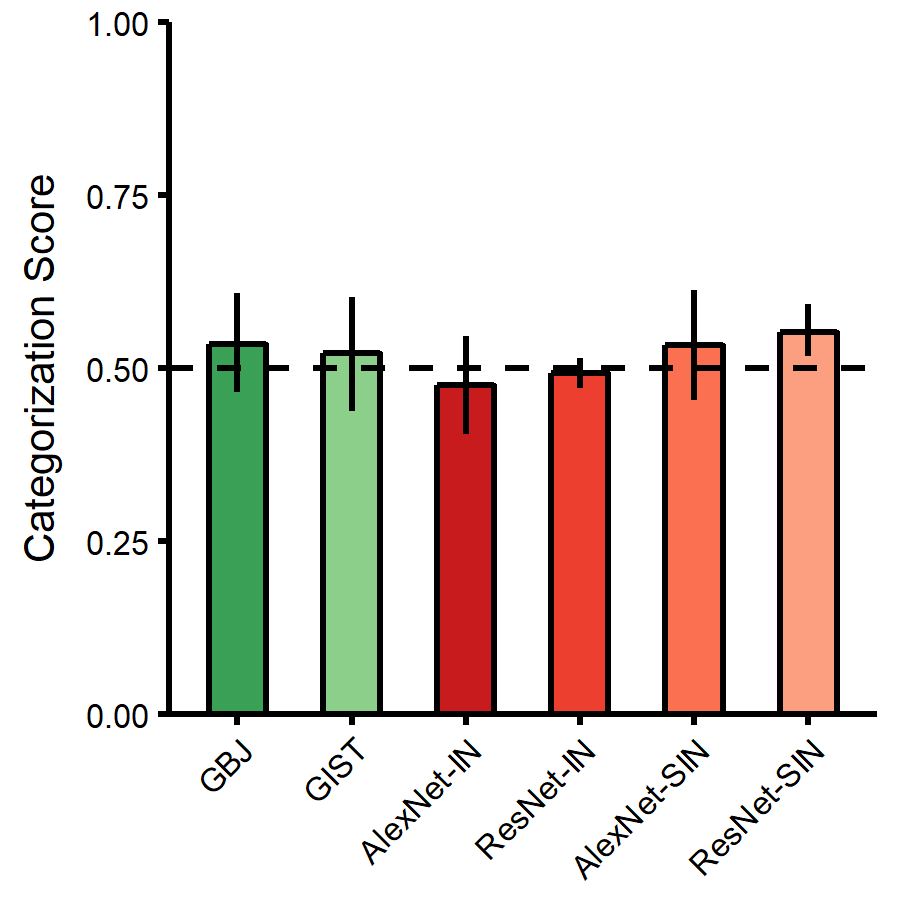 Categorization Score
1.00
0.75
0.50
0.25
0.00
GBJ
GIST
AlexNet-IN
ResNet-IN
AlexNet-SIN
ResNet-SIN